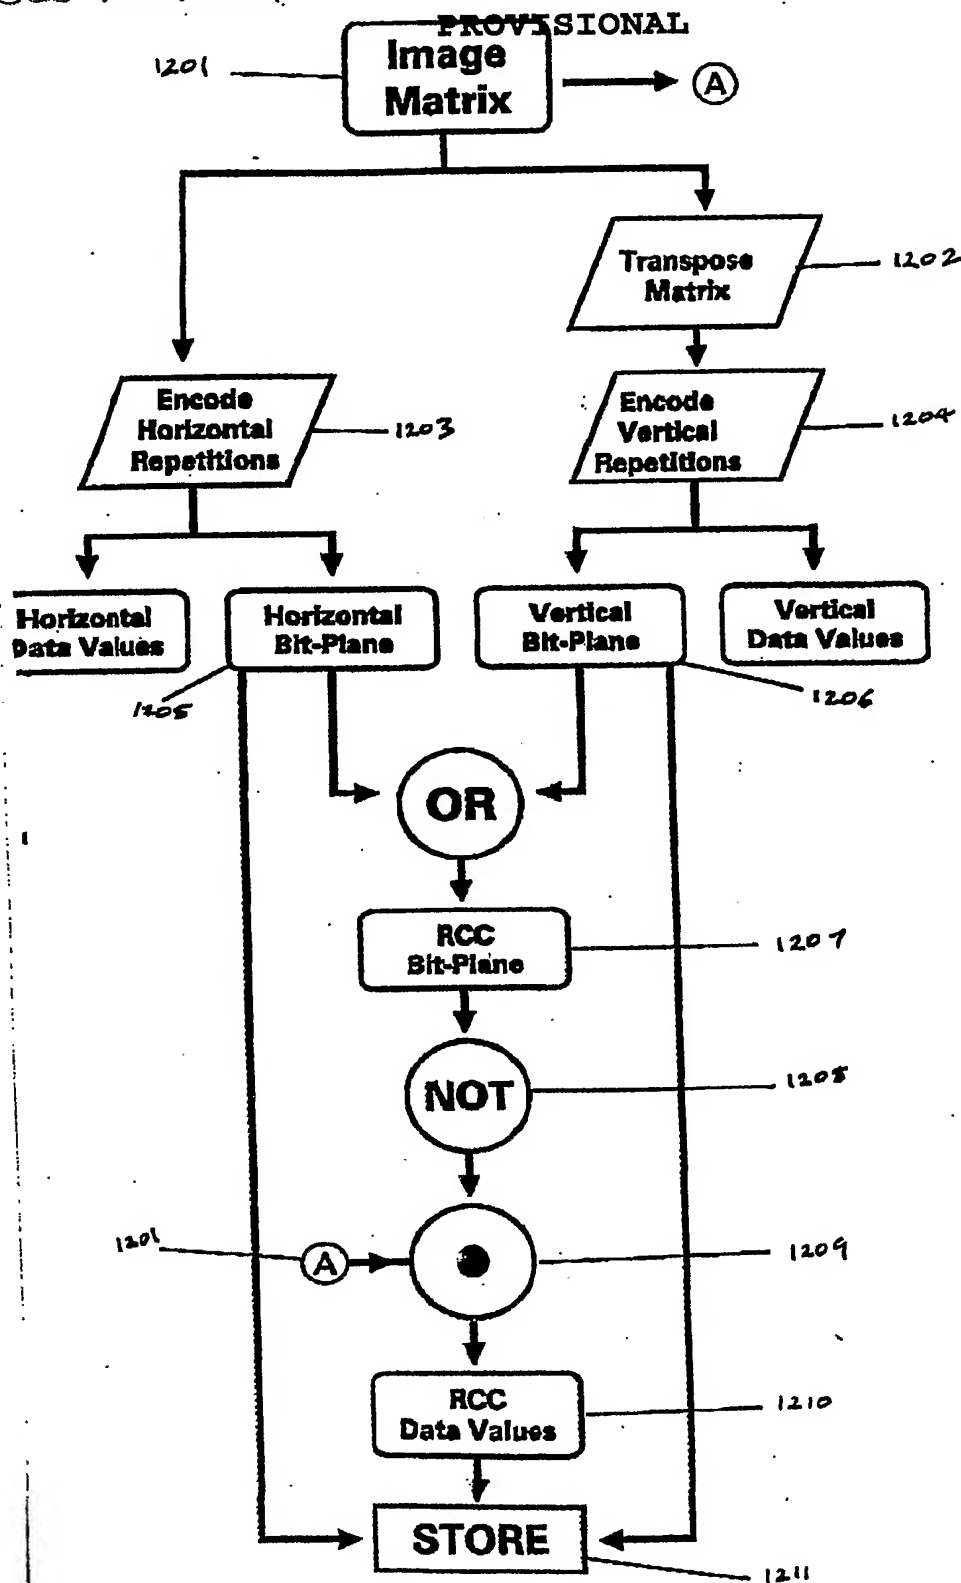 PROVISIONAL
Image
Matrix
1201
A
Transpose
Matrix
1202
Encode
Horizontal
Repetitions
1203
Encode
Vertical
Repetitions
1204
Horizontal
Data Values
Horizontal
Bit-Plane
Vertical
Bit-Plane
Vertical
Data Values
1205
1206
OR
RCC
Bit-Plane
1207
NOT
1208
1201
A
1209
RCC
Data Values
1210
STORE
1211